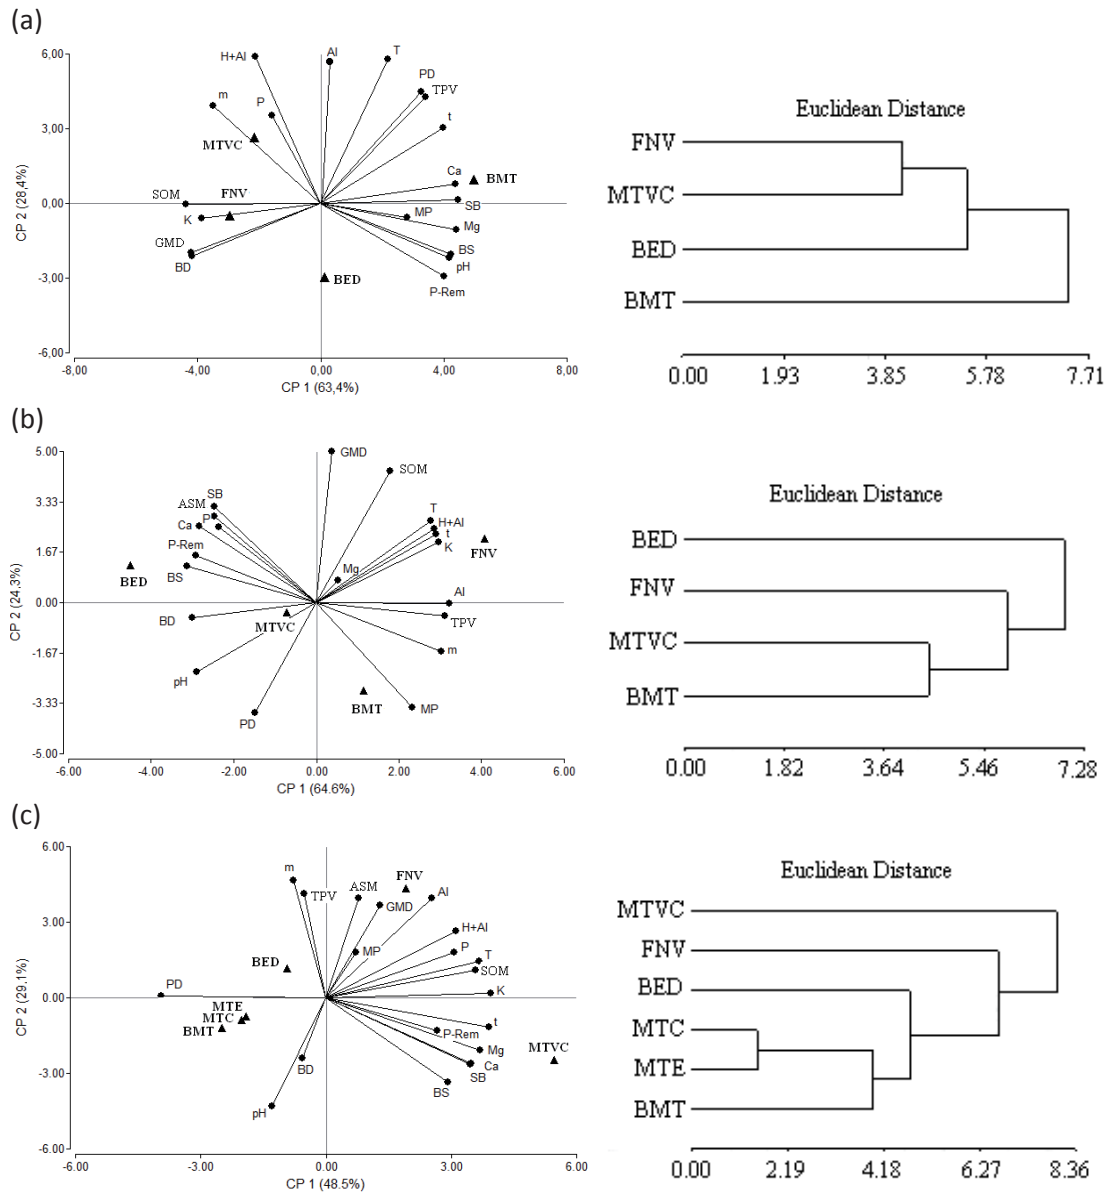 (a)
6,00
3,00
0,00
-3,00
-6,00
-8,00
-4,00
0,00
4,00
8,00
CP 2 (28,4%)
CP 1 (63,4%)
H+Al
Al
T
PD
TPV
m
P
t
MTVC
Ca
BMT
SOM
FNV
SB
K
MP
Mg
GMD
BS
BD
pH
BED
P-Rem
Euclidean Distance
FNV
MTVC
BED
BMT
0.00
1.93
3.85
5.78
7.71
(b)
5.00
3.33
1.67
0.00
-1.67
-3.33
-5.00
-6.00
-4.00
-2.00
0.00
2.00
4.00
6.00
CP 2 (24,3%)
CP 1 (64.6%)
GMD
SOM
SB
ASM
P
Ca
T
H+Al
t
K
P-Rem
FNV
BED
BS
Mg
Al
BD
MTVC
TPV
m
pH
PD
BMT
MP
Euclidean Distance
BED
FNV
MTVC
BMT
0.00
1.82
3.64
5.46
7.28
(c)
6.00
3.00
0.00
-3.00
-6.00
-6.00
-3.00
0.00
3.00
6.00
CP 2 (29.1%)
CP 1 (48.5%)
m
TPV
ASM
FNV
Al
GMD
H+Al
P
MP
T
BED
SOM
PD
K
MTE
MTC
BMT
t
P-Rem
Mg
MTVC
BD
Ca
SB
BS
pH
Euclidean Distance
MTVC
FNV
BED
MTC
MTE
BMT
0.00
2.19
4.18
6.27
8.36